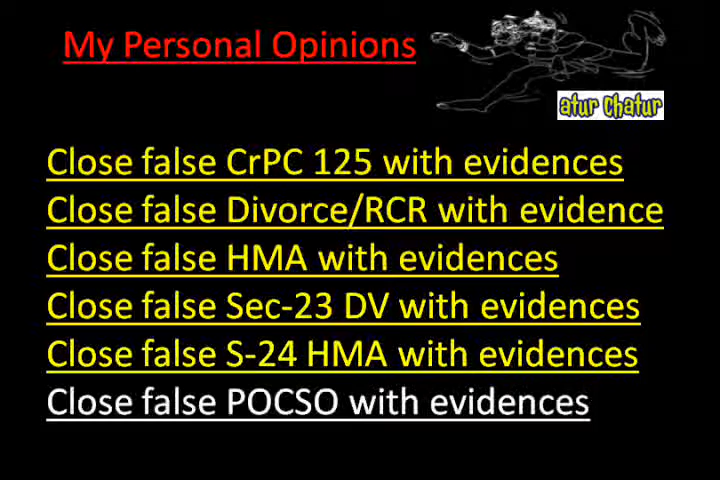 My Personal Opinions
atur chatur
Close false CrPC 125 with evidences
Close false Divorce/RCR with evidence
Close false HMA with evidences
Close false Sec-23 DV with evidences
Close false S-24 HMA with evidences
Close false POCSO with evidences